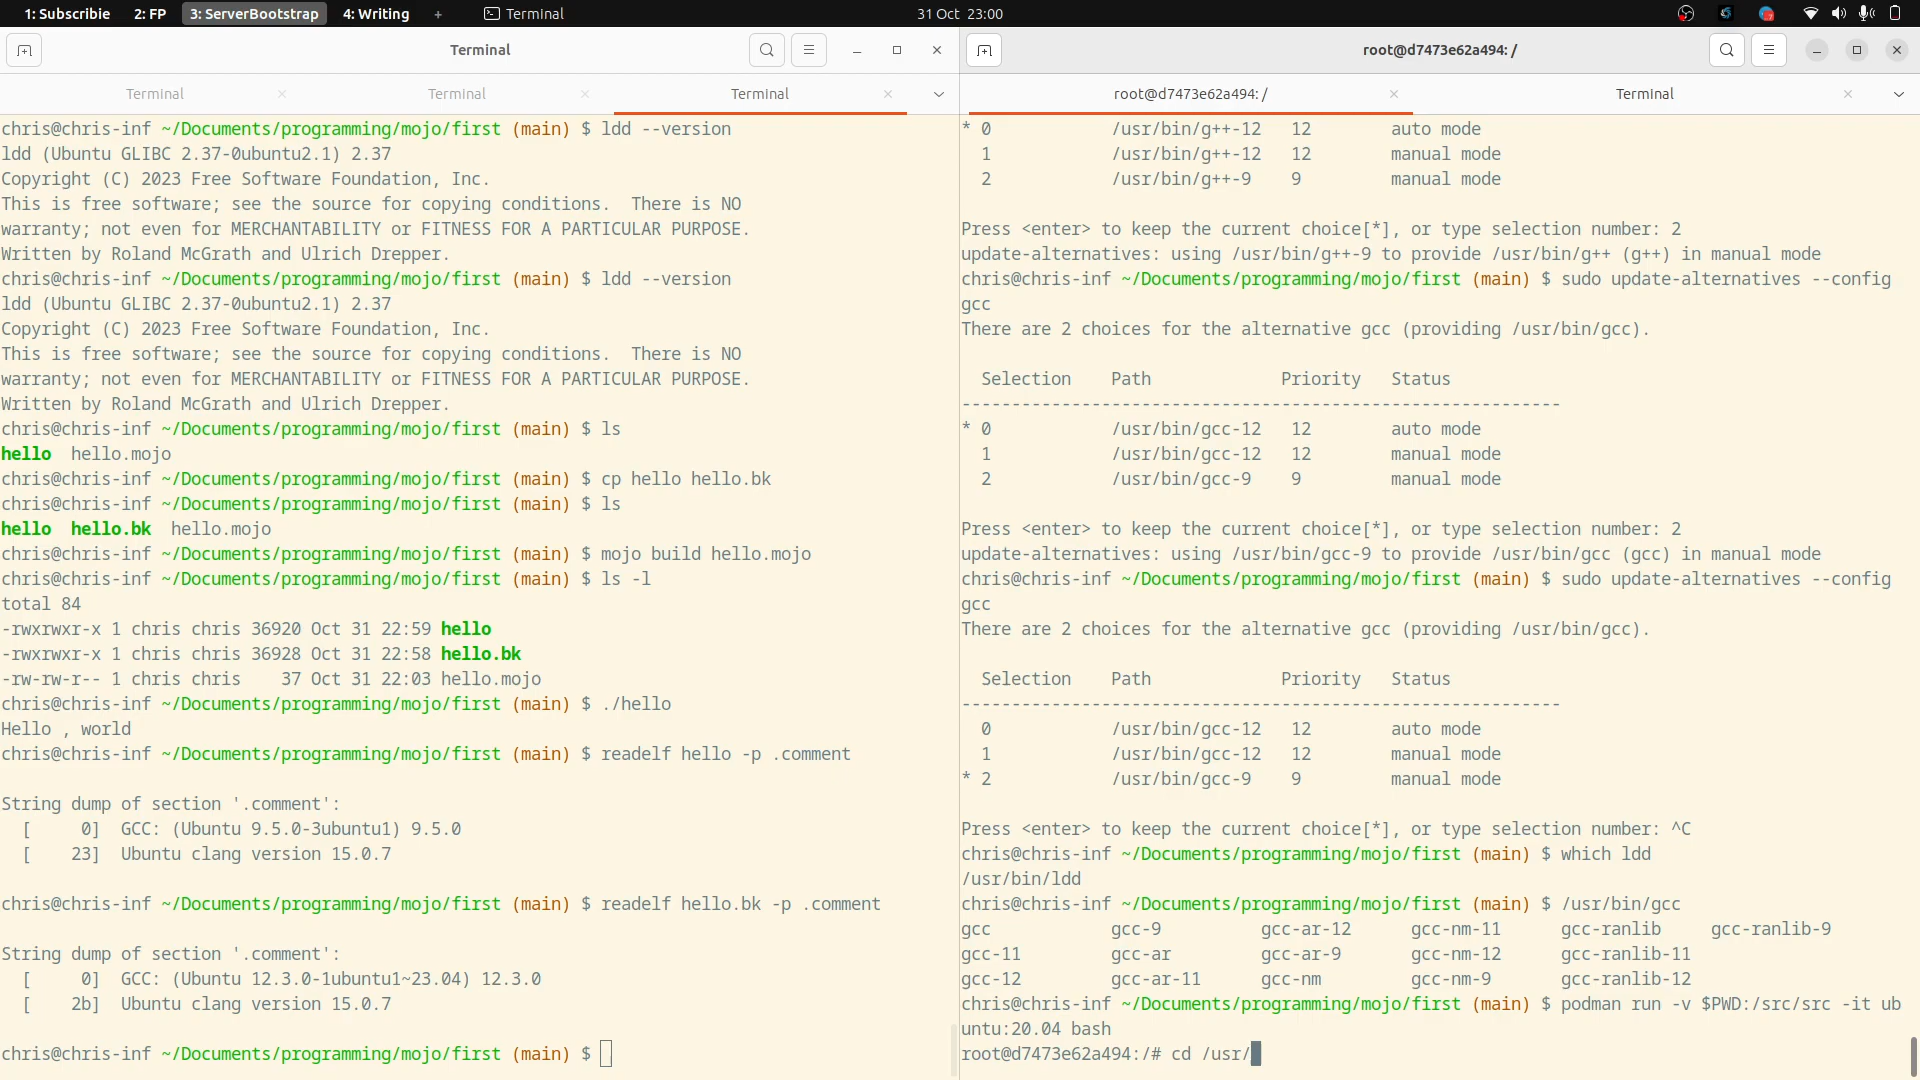 1: Subscribie 2: FP 3: ServerBootstrap 4: Writing + Terminal 31 Oct 23:00
Terminal
Terminal Terminal Terminal
chris@chris-inf ~/Documents/programming/mojo/first (main) $ ldd --version
ldd (Ubuntu GLIBC 2.37-0ubuntu2.1) 2.37
Copyright (C) 2023 Free Software Foundation, Inc.
This is free software; see the source for copying conditions.  There is NO
warranty; not even for MERCHANTABILITY or FITNESS FOR A PARTICULAR PURPOSE.
Written by Roland McGrath and Ulrich Drepper.
chris@chris-inf ~/Documents/programming/mojo/first (main) $ ldd --version
ldd (Ubuntu GLIBC 2.37-0ubuntu2.1) 2.37
Copyright (C) 2023 Free Software Foundation, Inc.
This is free software; see the source for copying conditions.  There is NO
warranty; not even for MERCHANTABILITY or FITNESS FOR A PARTICULAR PURPOSE.
Written by Roland McGrath and Ulrich Drepper.
chris@chris-inf ~/Documents/programming/mojo/first (main) $ ls
hello  hello.mojo
chris@chris-inf ~/Documents/programming/mojo/first (main) $ cp hello hello.bk
chris@chris-inf ~/Documents/programming/mojo/first (main) $ ls
hello  hello.bk  hello.mojo
chris@chris-inf ~/Documents/programming/mojo/first (main) $ mojo build hello.mojo
chris@chris-inf ~/Documents/programming/mojo/first (main) $ ls -l
total 84
-rwxrwxr-x 1 chris chris 36920 Oct 31 22:59 hello
-rwxrwxr-x 1 chris chris 36928 Oct 31 22:58 hello.bk
-rw-rw-r-- 1 chris chris    37 Oct 31 22:03 hello.mojo
chris@chris-inf ~/Documents/programming/mojo/first (main) $ ./hello
Hello , world
chris@chris-inf ~/Documents/programming/mojo/first (main) $ readelf hello -p .comment
String dump of section '.comment':
  [     0]  GCC: (Ubuntu 9.5.0-3ubuntu1) 9.5.0
  [    23]  Ubuntu clang version 15.0.7
chris@chris-inf ~/Documents/programming/mojo/first (main) $ readelf hello.bk -p .comment
String dump of section '.comment':
  [     0]  GCC: (Ubuntu 12.3.0-1ubuntu1~23.04) 12.3.0
  [    2b]  Ubuntu clang version 15.0.7
chris@chris-inf ~/Documents/programming/mojo/first (main) $
root@d7473e62a494: /
root@d7473e62a494: / Terminal
* 0            /usr/bin/g++-12   12        auto mode
  1            /usr/bin/g++-12   12        manual mode
  2            /usr/bin/g++-9    9         manual mode
Press <enter> to keep the current choice[*], or type selection number: 2
update-alternatives: using /usr/bin/g++-9 to provide /usr/bin/g++ (g++) in manual mode
chris@chris-inf ~/Documents/programming/mojo/first (main) $ sudo update-alternatives --config
gcc
There are 2 choices for the alternative gcc (providing /usr/bin/gcc).
  Selection    Path             Priority   Status
------------------------------------------------------------
* 0            /usr/bin/gcc-12   12        auto mode
  1            /usr/bin/gcc-12   12        manual mode
  2            /usr/bin/gcc-9    9         manual mode
Press <enter> to keep the current choice[*], or type selection number: 2
update-alternatives: using /usr/bin/gcc-9 to provide /usr/bin/gcc (gcc) in manual mode
chris@chris-inf ~/Documents/programming/mojo/first (main) $ sudo update-alternatives --config
gcc
There are 2 choices for the alternative gcc (providing /usr/bin/gcc).
  Selection    Path             Priority   Status
------------------------------------------------------------
  0            /usr/bin/gcc-12   12        auto mode
  1            /usr/bin/gcc-12   12        manual mode
* 2            /usr/bin/gcc-9    9         manual mode
Press <enter> to keep the current choice[*], or type selection number: ^C
chris@chris-inf ~/Documents/programming/mojo/first (main) $ which ldd
/usr/bin/ldd
chris@chris-inf ~/Documents/programming/mojo/first (main) $ /usr/bin/gcc
gcc            gcc-9          gcc-ar-12      gcc-nm-11      gcc-ranlib     gcc-ranlib-9
gcc-11         gcc-ar         gcc-ar-9       gcc-nm-12      gcc-ranlib-11
gcc-12         gcc-ar-11      gcc-nm         gcc-nm-9       gcc-ranlib-12
chris@chris-inf ~/Documents/programming/mojo/first (main) $ podman run -v $PWD:/src/src -it ub
untu:20.04 bash
root@d7473e62a494:/# cd /usr/